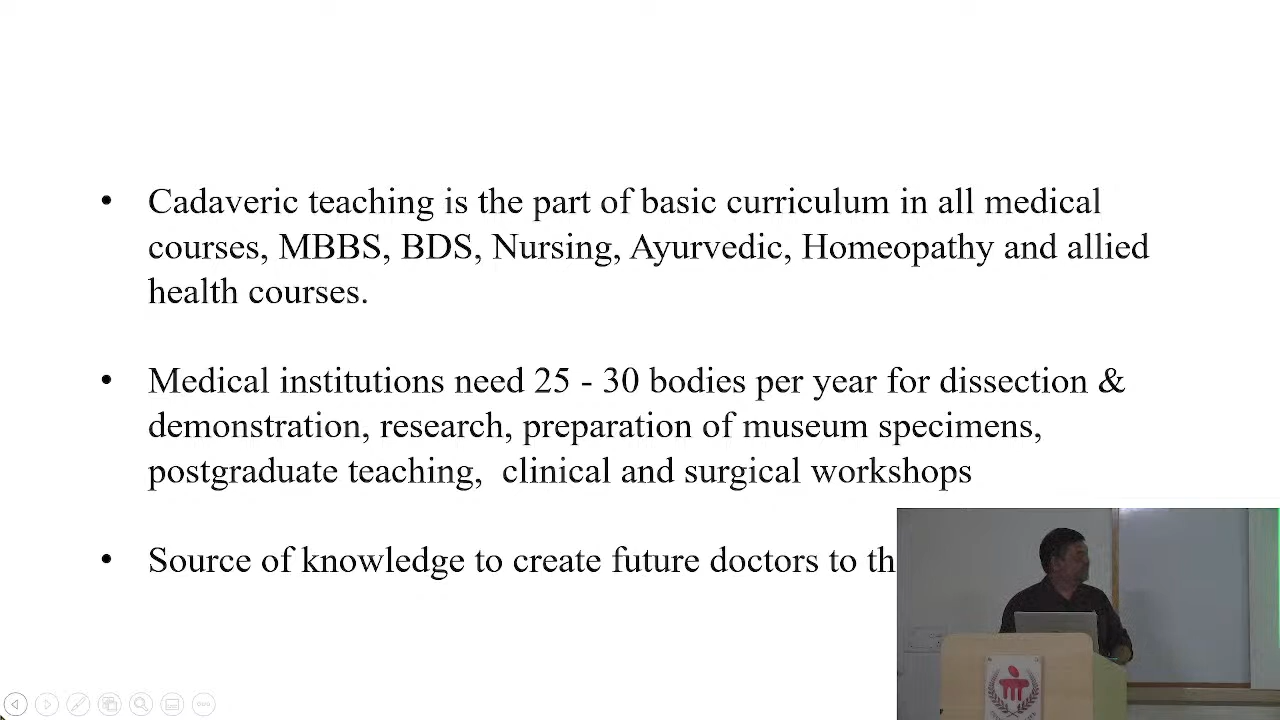 • Cadaveric teaching is the part of basic curriculum in all medical
courses, MBBS, BDS, Nursing, Ayurvedic, Homeopathy and allied
health courses.
• Medical institutions need 25 - 30 bodies per year for dissection &
demonstration, research, preparation of museum specimens,
postgraduate teaching, clinical and surgical workshops
• Source of knowledge to create future doctors to th